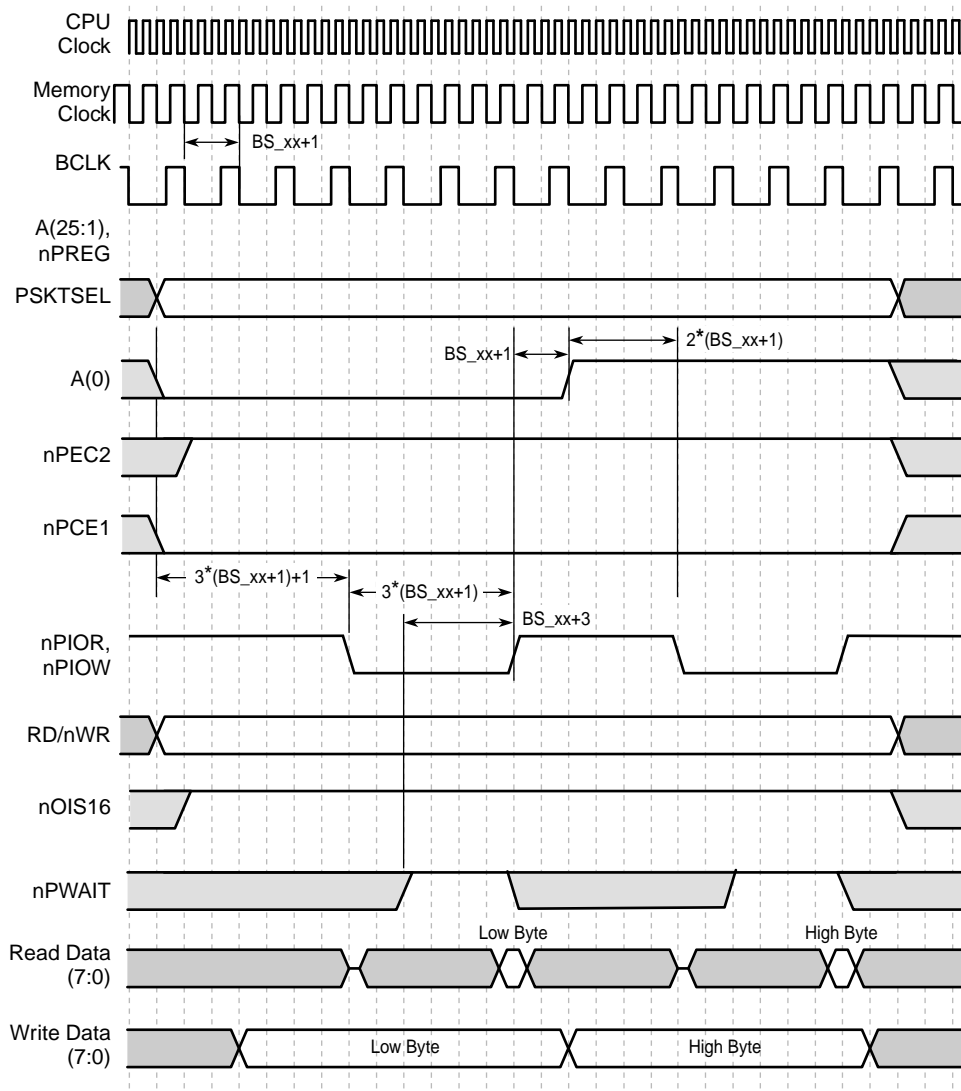 CPU
Clock
Memory
Clock
BS_xx+1
BCLK
A(25:1),
nPREG
PSKTSEL
BS_xx+1
2*(BS_xx+1)
A(0)
nPEC2
nPCE1
3*(BS_xx+1)+1
3*(BS_xx+1)
BS_xx+3
nPIOR,
nPIOW
RD/nWR
nOIS16
nPWAIT
Low Byte
High Byte
Read Data
(7:0)
Write Data
(7:0)
Low Byte
High Byte